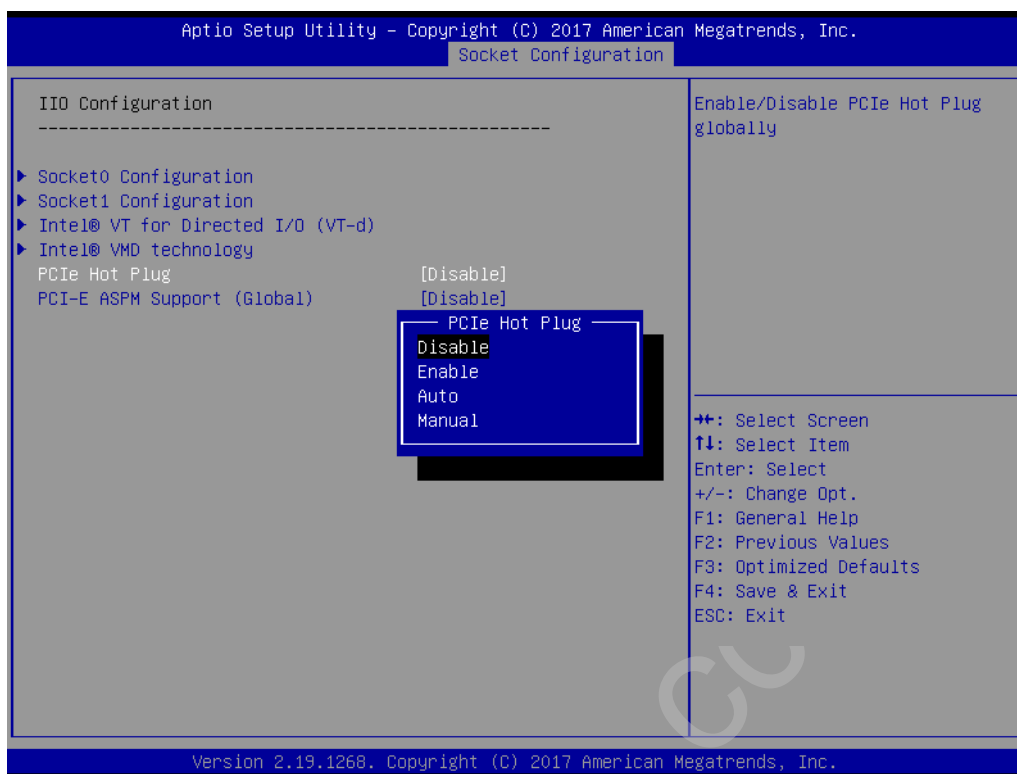 Aptio Setup Utility – Copyright (C) 2017 American Megatrends, Inc.
Socket Configuration
IIO Configuration
--------------------------------------------------
Socket0 Configuration
Socket1 Configuration
Intel® VT for Directed I/O (VT-d)
Intel® VMD technology
PCIe Hot Plug [Disable]
PCI-E ASPM Support (Global) [Disable]
PCIe Hot Plug
Disable
Enable
Auto
Manual
Enable/Disable PCIe Hot Plug
globally
→←: Select Screen
↑↓: Select Item
Enter: Select
+/-: Change Opt.
F1: General Help
F2: Previous Values
F3: Optimized Defaults
F4: Save & Exit
ESC: Exit
Version 2.19.1268. Copyright (C) 2017 American Megatrends, Inc.